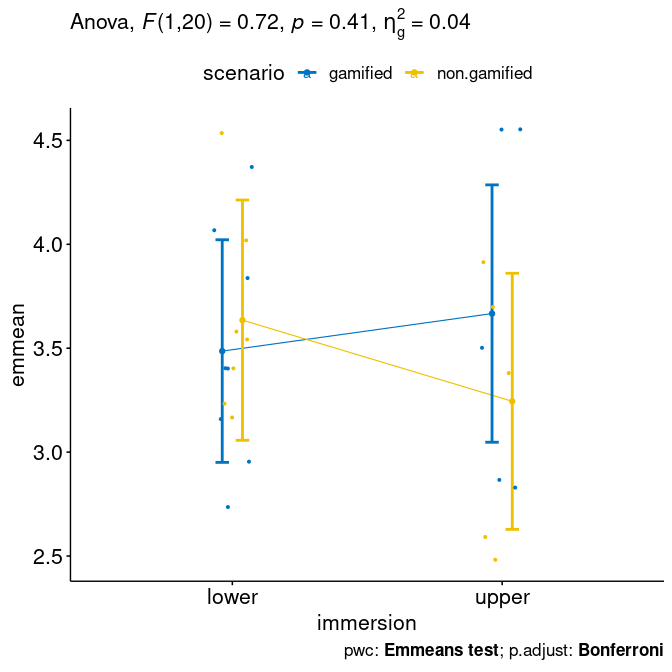 Anova, F(1,20) = 0.72, p = 0.41, η²g = 0.04
scenario a gamified a non.gamified
4.5
4.0
3.5
3.0
2.5
emmean
lower upper
immersion
pwc: Emmeans test; p.adjust: Bonferroni